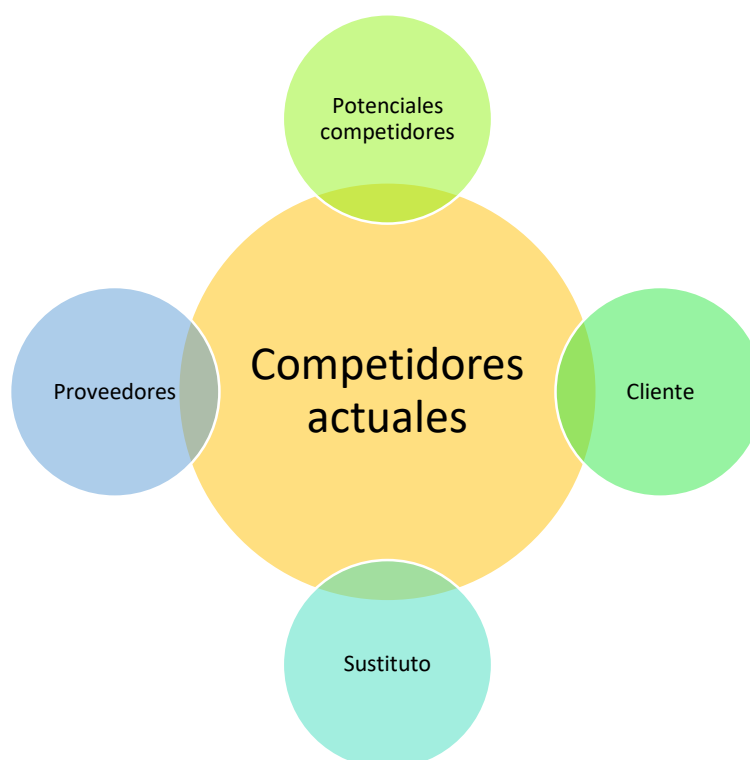 Potenciales
competidores
Proveedores
Competidores
actuales
Cliente
Sustituto